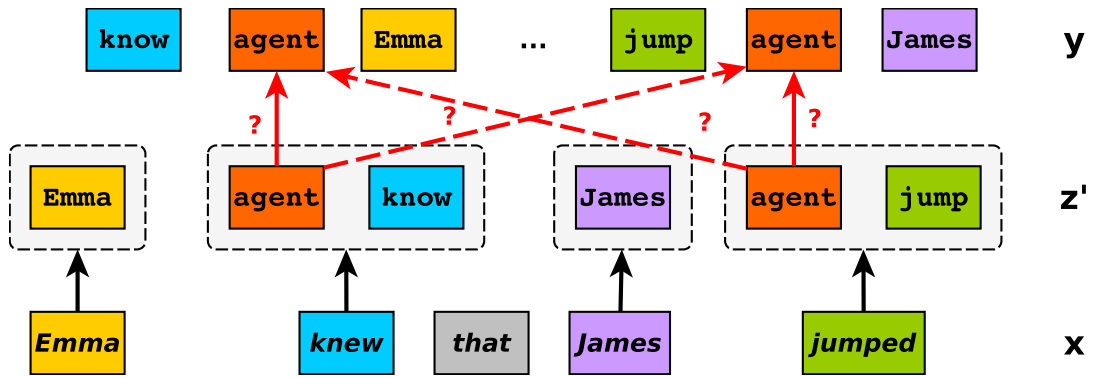 know agent Emma ... jump agent James y
? ? ? ?
Emma agent know James agent jump z'
Emma knew that James jumped x